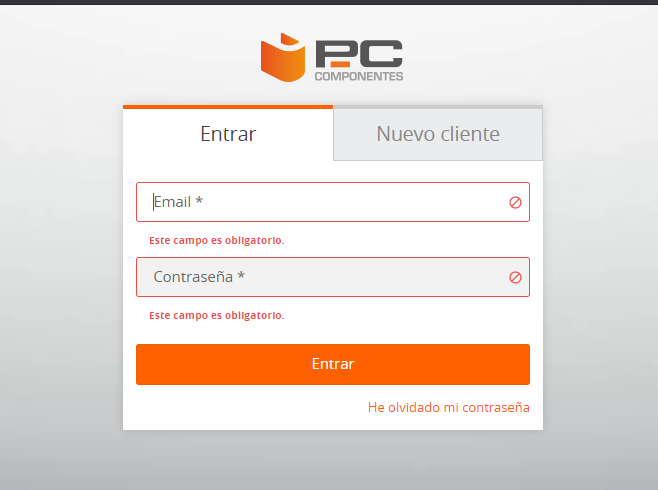 PC
COMPONENTES
Entrar
Nuevo cliente
Email *
Este campo es obligatorio.
Contraseña *
Este campo es obligatorio.
Entrar
He olvidado mi contraseña